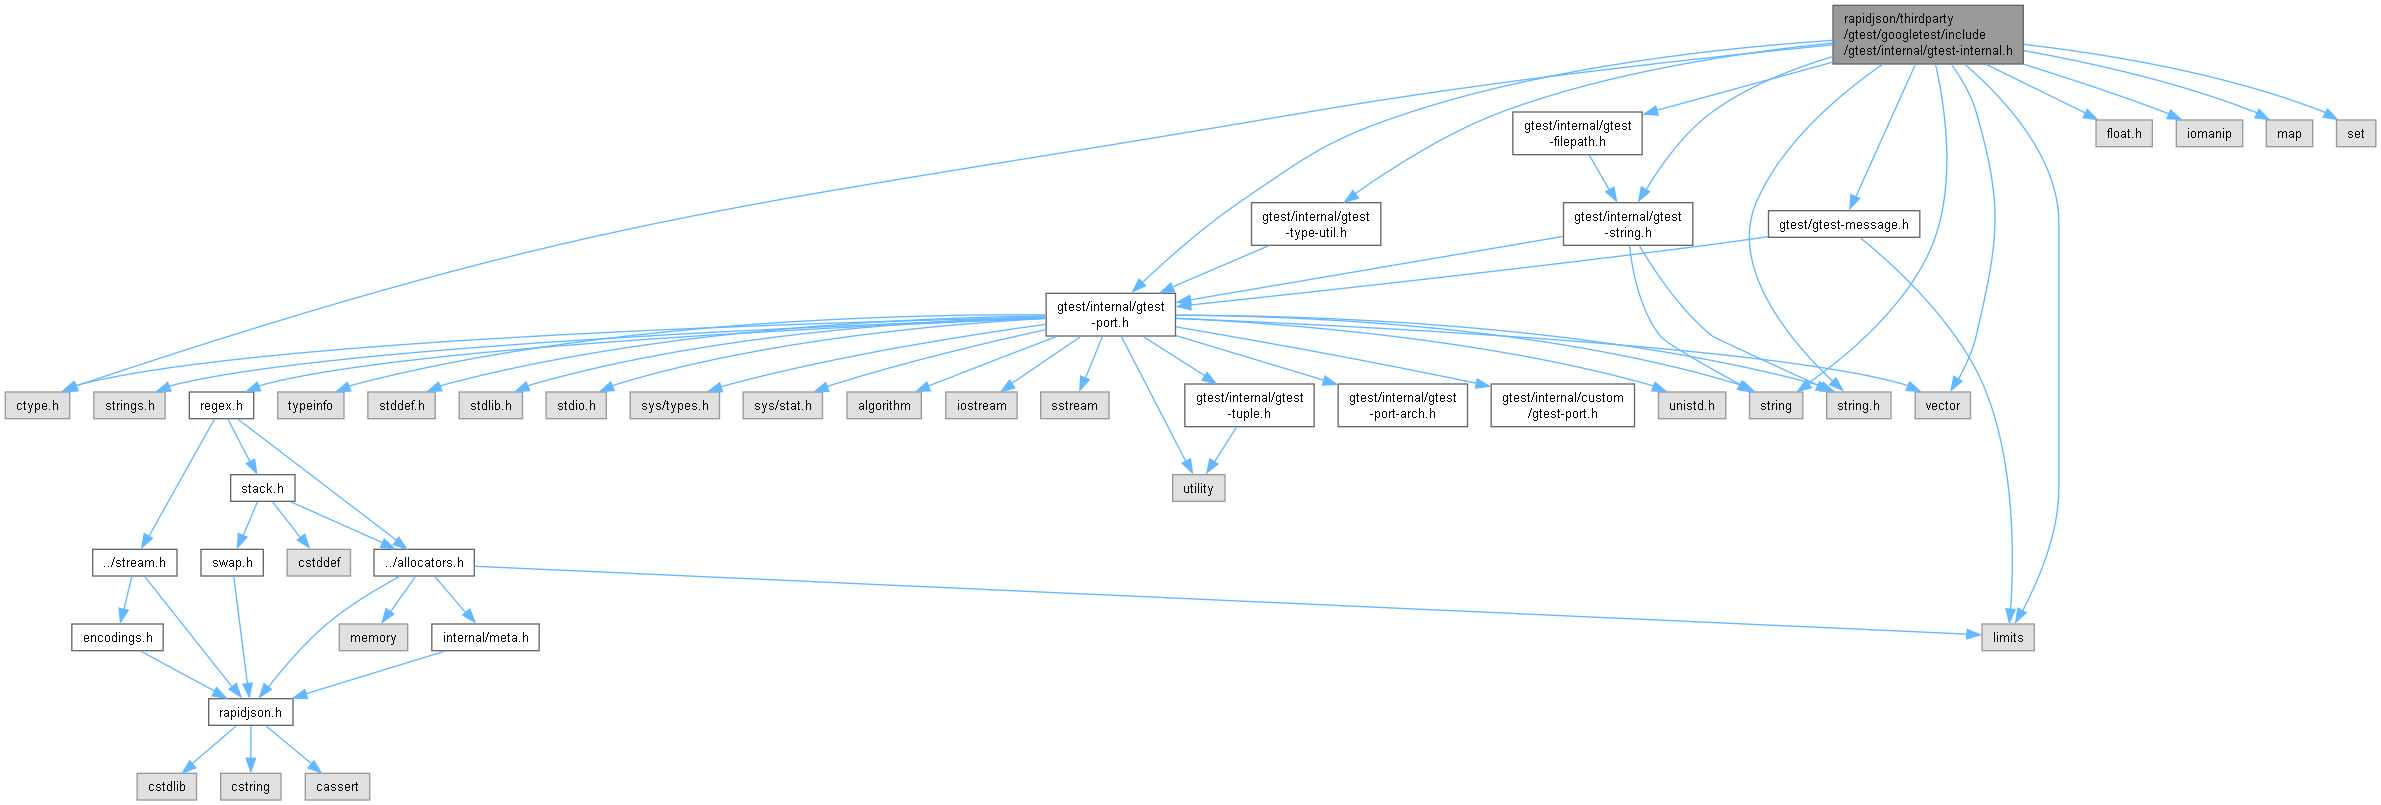 rapidjson/thirdparty
/gtest/googletest/include
/gtest/internal/gtest-internal.h
gtest/internal/gtest
-filepath.h
float.h
iomanip
map
set
gtest/internal/gtest
-type-util.h
gtest/internal/gtest
-string.h
gtest/gtest-message.h
gtest/internal/gtest
-port.h
ctype.h
strings.h
regex.h
typeinfo
stddef.h
stdlib.h
stdio.h
sys/types.h
sys/stat.h
algorithm
iostream
sstream
gtest/internal/gtest
-tuple.h
gtest/internal/gtest
-port-arch.h
gtest/internal/custom
/gtest-port.h
unistd.h
string
string.h
vector
stack.h
utility
../stream.h
swap.h
cstddef
../allocators.h
encodings.h
memory
internal/meta.h
limits
rapidjson.h
cstdlib
cstring
cassert